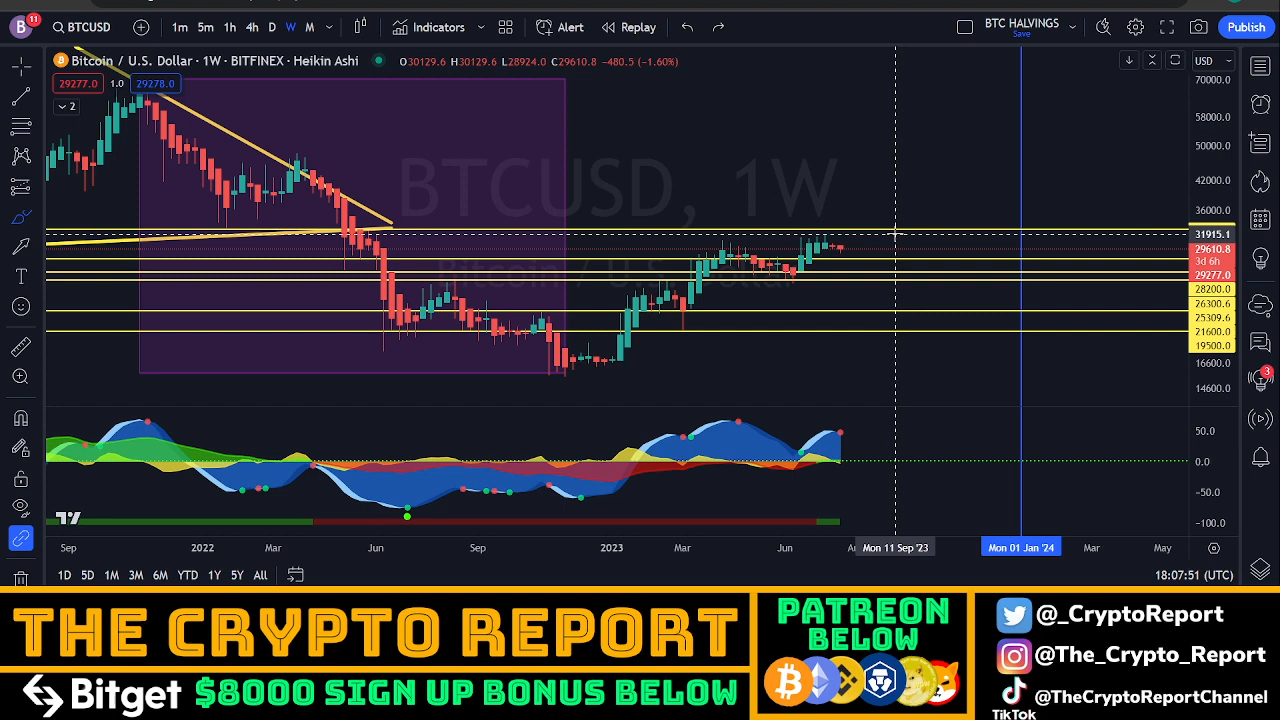 B 11 BTCUSD 1m 5m 1h 4h D W M Indicators Alert Replay BTC HALVINGS Save Publish
Bitcoin / U.S. Dollar · 1W · BITFINEX · Heikin Ashi O30129.6 H30129.6 L28924.0 C29610.8 -480.5 (-1.60%) USD
29277.0 1.0 29278.0
2
BTCUSD, 1W
Bitcoin / U.S. Dollar
70000.0
58000.0
50000.0
42000.0
36000.0
31915.1
29610.8
3d 6h
29277.0
28200.0
26300.6
25309.6
21600.0
19500.0
16600.0
14600.0
50.0
0.0
-50.0
-100.0
3
Sep 2022 Mar Jun Sep 2023 Mar Jun Mon 11 Sep '23 Mon 01 Jan '24 Mar May
1D 5D 1M 3M 6M YTD 1Y 5Y All 18:07:51 (UTC)
THE CRYPTO REPORT
Bitget $8000 SIGN UP BONUS BELOW
PATREON
BELOW
@_CryptoReport
@The_Crypto_Report
@TheCryptoReportChannel
TikTok